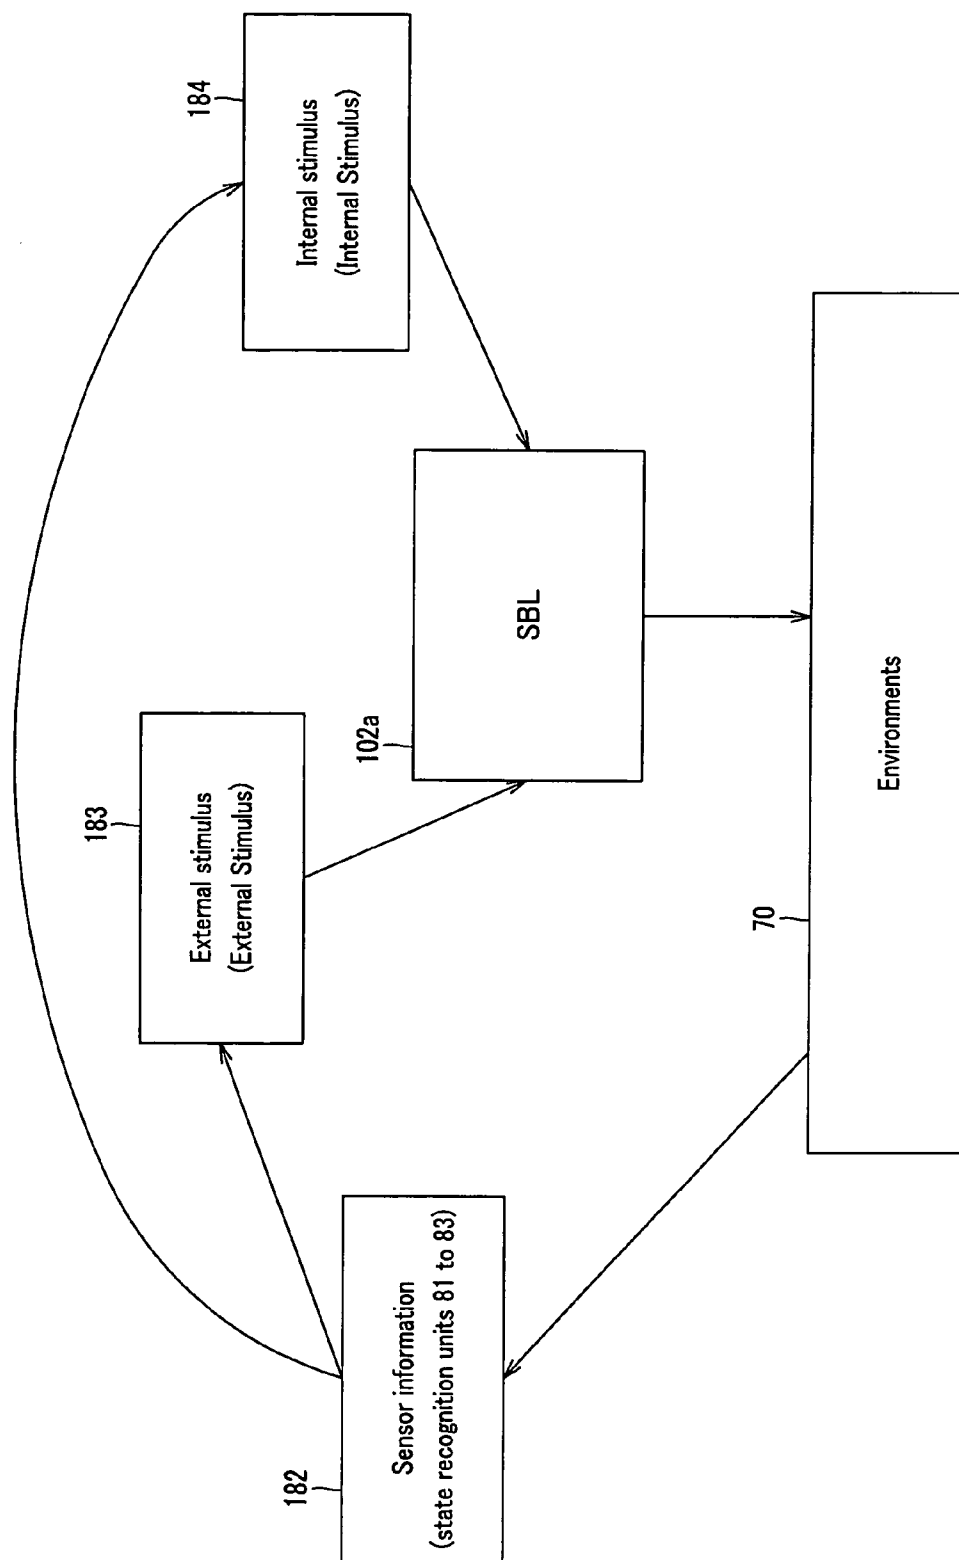 182
Sensor information
(state recognition units 81 to 83)
183
External stimulus
(External Stimulus)
184
Internal stimulus
(Internal Stimulus)
102a
SBL
70
Environments